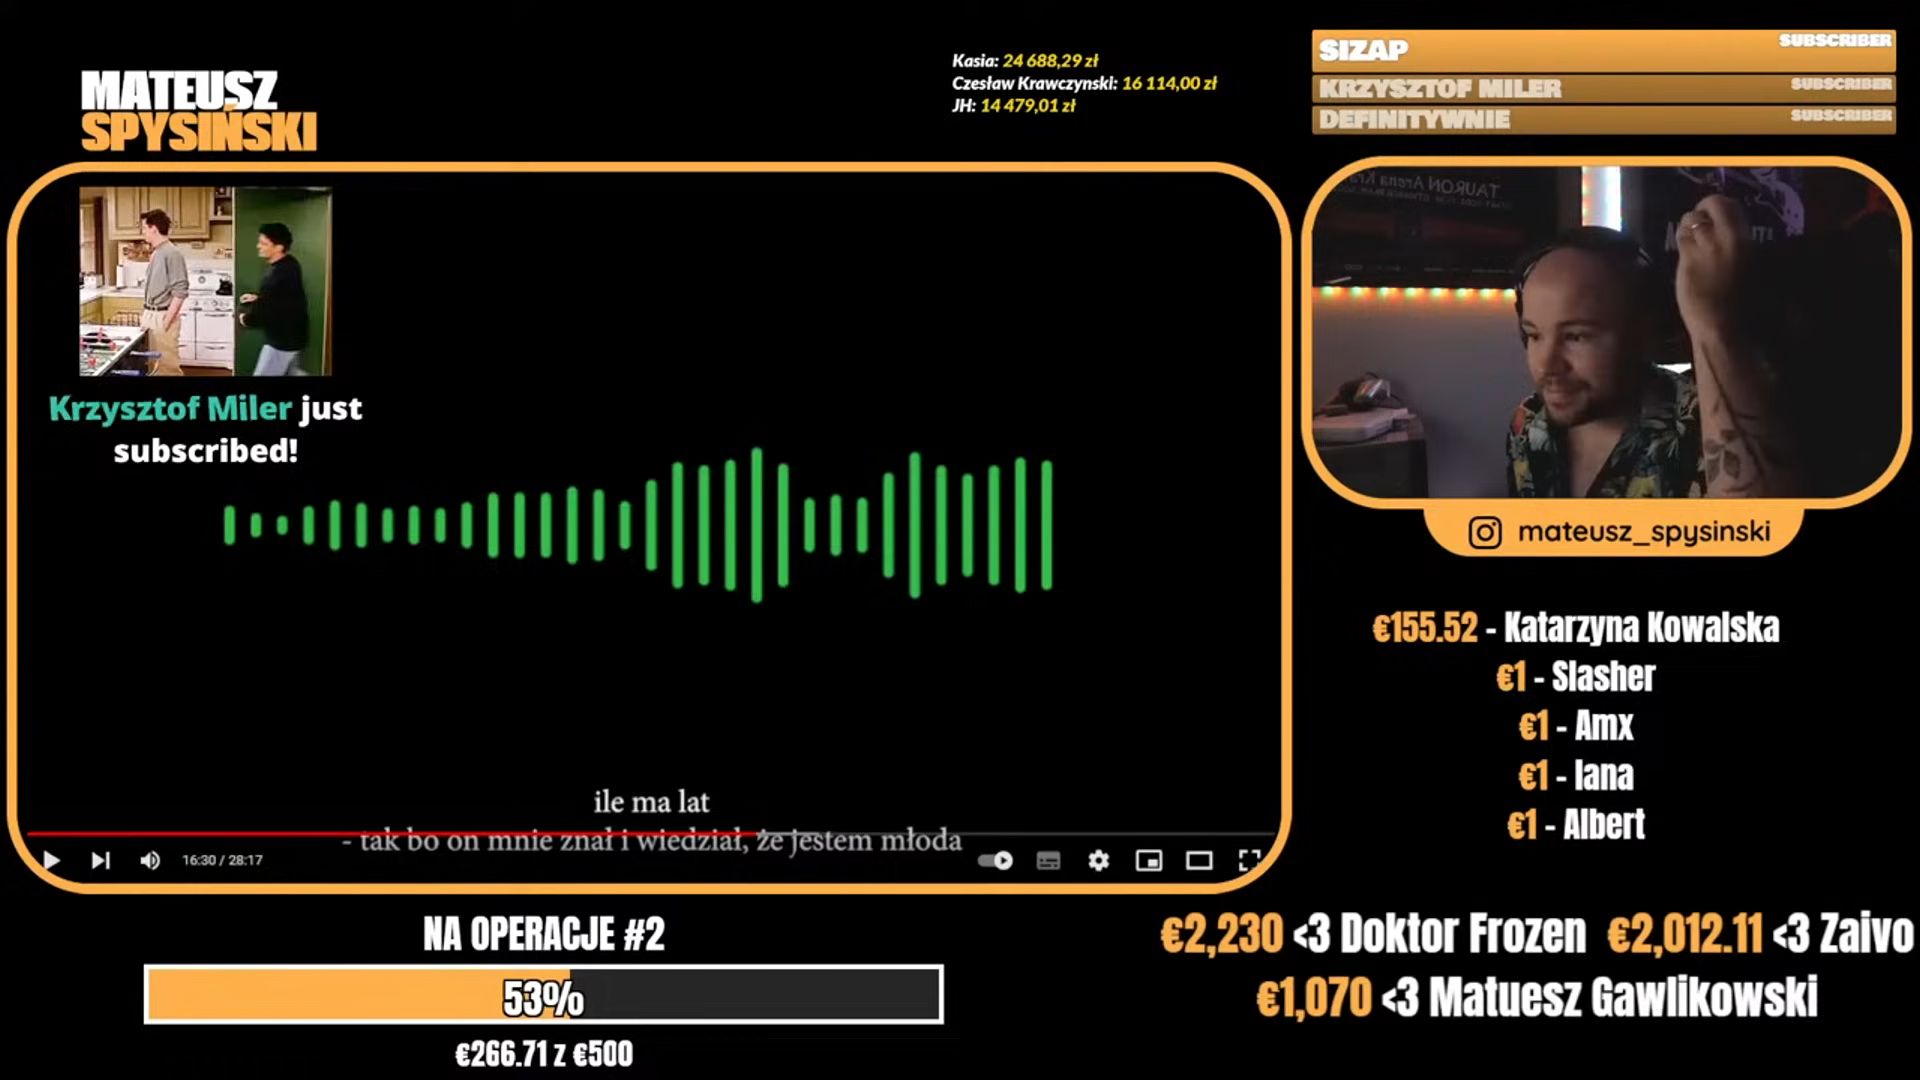 MATEUSZ
SPYSIŃSKI
Kasia: 24 688,29 zł
Czesław Krawczynski: 16 114,00 zł
JH: 14 479,01 zł
SIZAP SUBSCRIBER
KRZYSZTOF MILER SUBSCRIBER
DEFINITYWNIE SUBSCRIBER
TAURON Arena
Krzysztof Miler just
subscribed!
mateusz_spysinski
€155.52 - Katarzyna Kowalska
€1 - Slasher
€1 - Amx
€1 - Iana
€1 - Albert
ile ma lat
- tak bo on mnie znał i wiedział, że jestem młoda
16:30 / 28:17
NA OPERACJE #2
53%
€266.71 z €500
€2,230 <3 Doktor Frozen €2,012.11 <3 Zaivo
€1,070 <3 Matuesz Gawlikowski